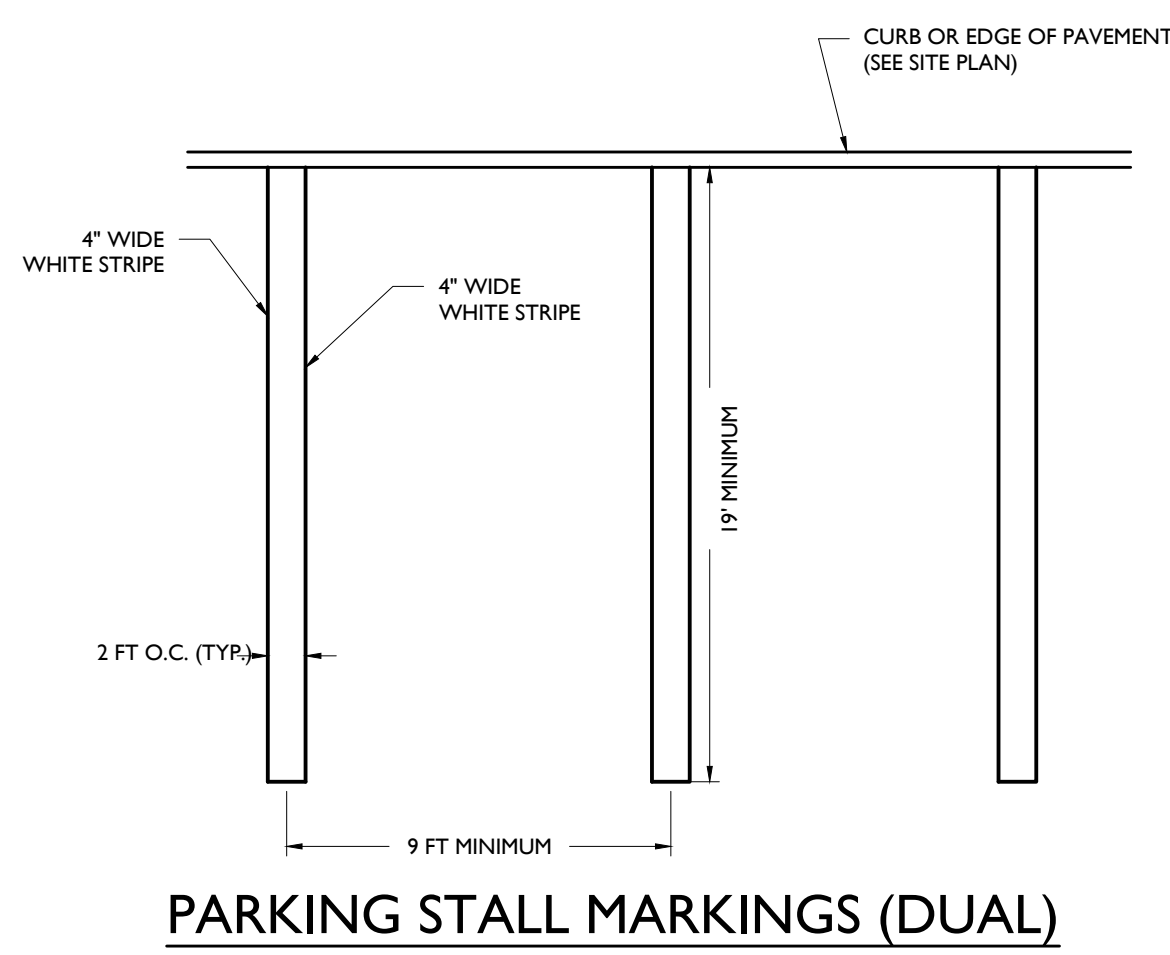 CURB OR EDGE OF PAVEMENT
(SEE SITE PLAN)
4" WIDE
WHITE STRIPE
4" WIDE
WHITE STRIPE
19' MINIMUM
2 FT O.C. (TYP.)
9 FT MINIMUM
PARKING STALL MARKINGS (DUAL)